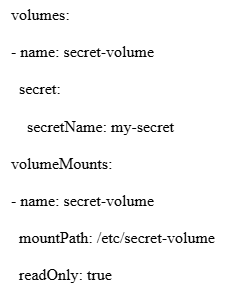 volumes:
- name: secret-volume
  secret:
    secretName: my-secret
volumeMounts:
- name: secret-volume
  mountPath: /etc/secret-volume
  readOnly: true